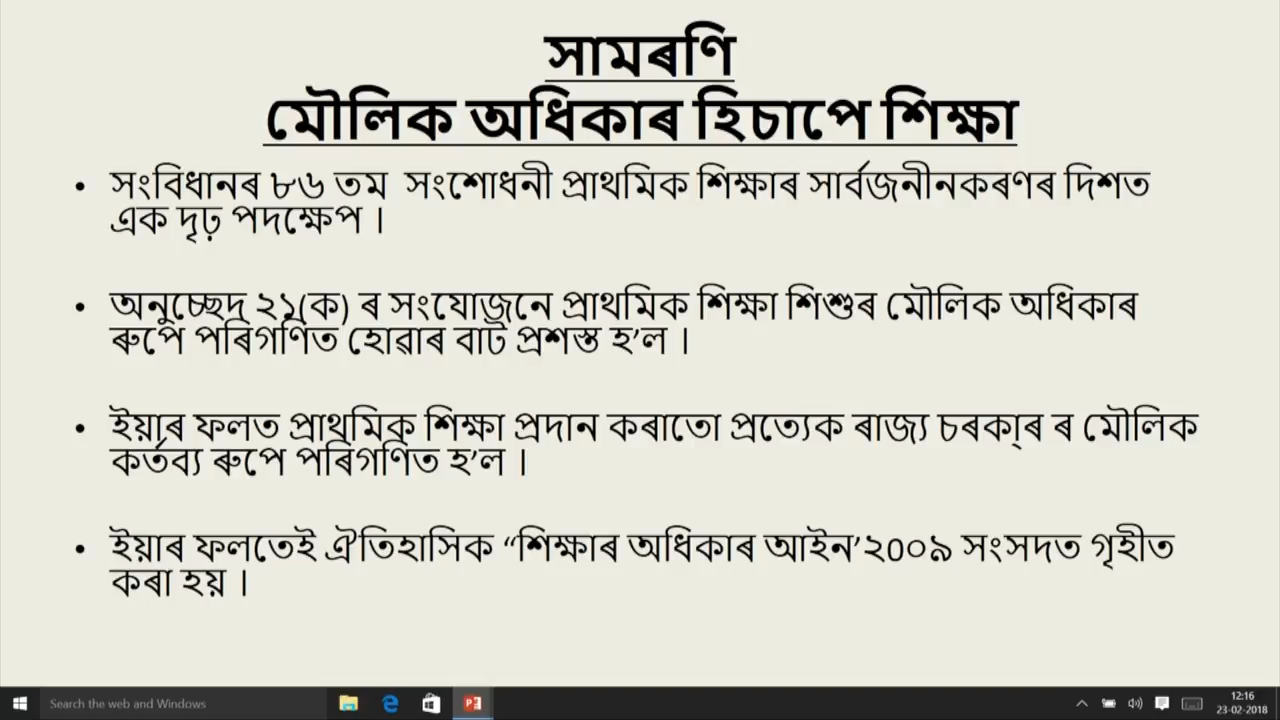 সামৰণি
মৌলিক অধিকাৰ হিচাপে শিক্ষা
• সংবিধানৰ ৮৬ তম সংশোধনী প্ৰাথমিক শিক্ষাৰ সাৰ্বজনীনকৰণৰ দিশত
এক দৃঢ় পদক্ষেপ ।
• অনুচ্ছেদ ২১(ক) ৰ সংযোজনে প্ৰাথমিক শিক্ষা শিশুৰ মৌলিক অধিকাৰ
ৰুপে পৰিগণিত হোৱাৰ বাট প্ৰশস্ত হ’ল ।
• ইয়াৰ ফলত প্ৰাথমিক শিক্ষা প্ৰদান কৰাতো প্ৰত্যেক ৰাজ্য চৰকা্ৰ ৰ মৌলিক
কৰ্তব্য ৰুপে পৰিগণিত হ’ল ।
• ইয়াৰ ফলতেই ঐতিহাসিক “শিক্ষাৰ অধিকাৰ আইন’২০০৯ সংসদত গৃহীত
কৰা হয় ।
Search the web and Windows
12:16
23-02-2018